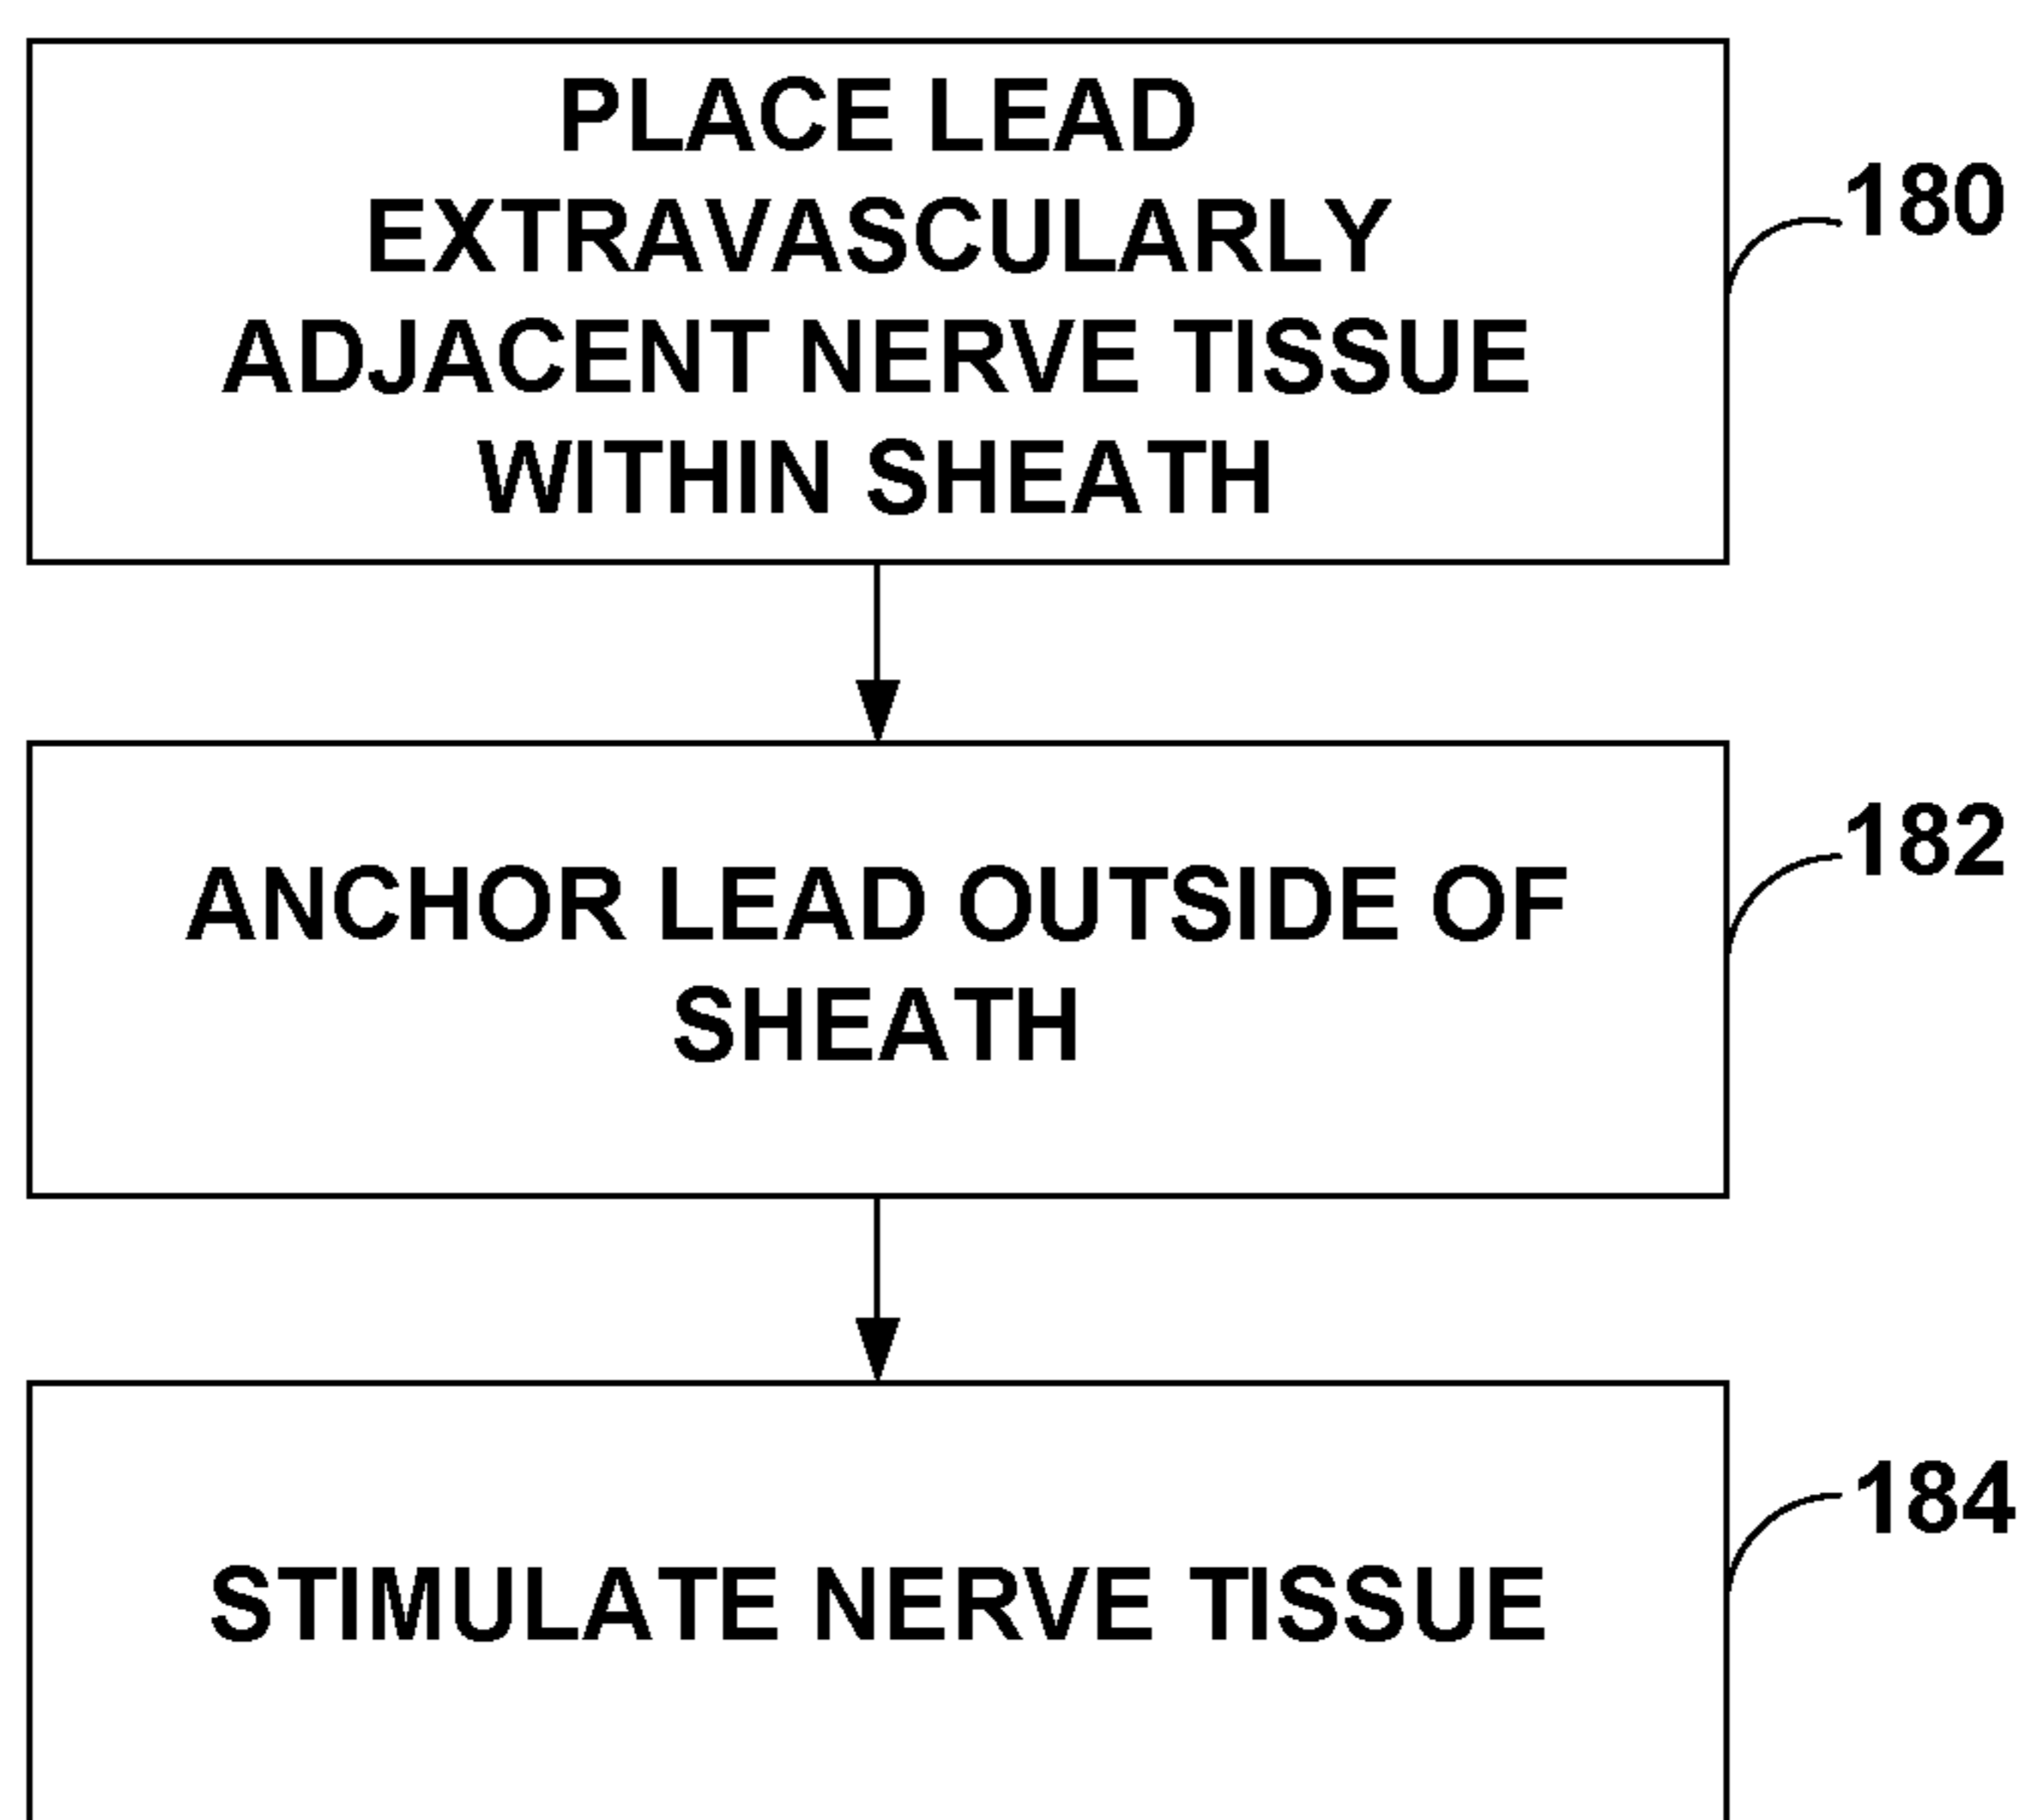 PLACE LEAD
EXTRAVASCULARLY
ADJACENT NERVE TISSUE
WITHIN SHEATH
180
ANCHOR LEAD OUTSIDE OF
SHEATH
182
STIMULATE NERVE TISSUE
184